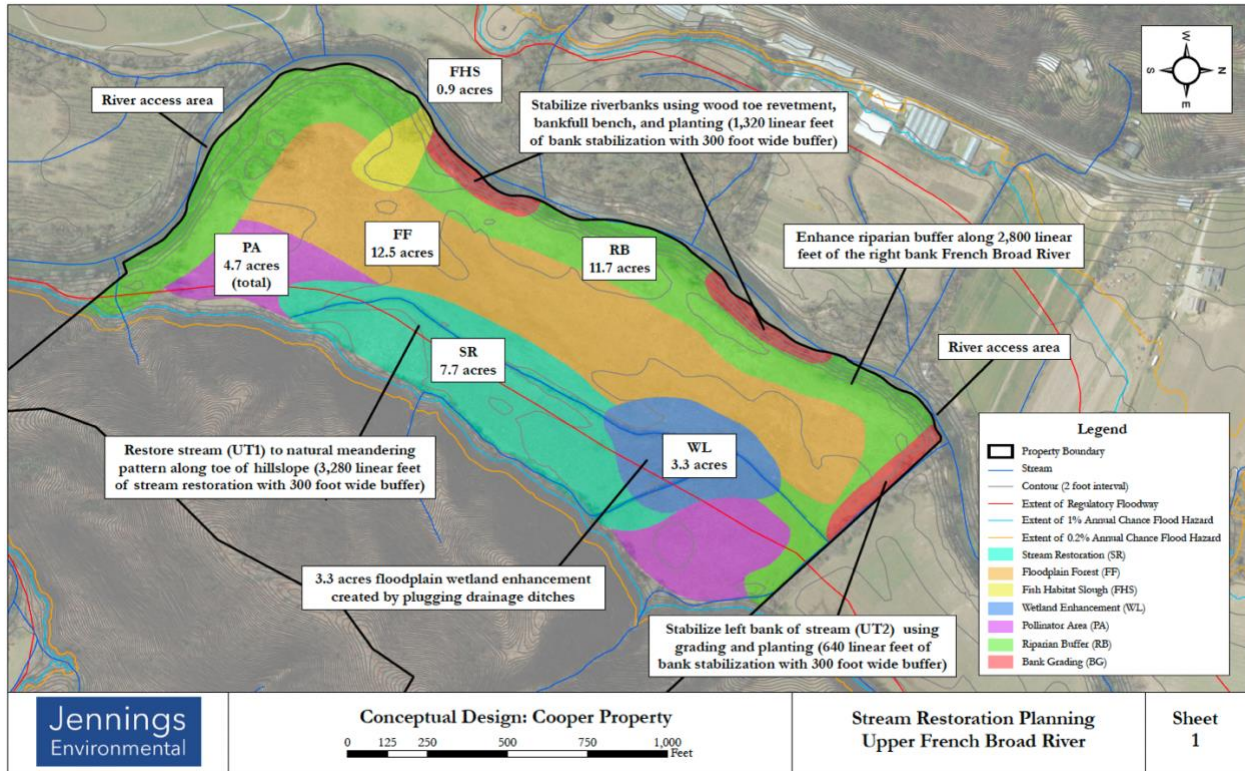 FHS
0.9 acres
River access area
Stabilize riverbanks using wood toe revetment,
bankfull bench, and planting (1,320 linear feet
of bank stabilization with 300 foot wide buffer)
W
S
N
E
PA
4.7 acres
(total)
FF
12.5 acres
RB
11.7 acres
Enhance riparian buffer along 2,800 linear
feet of the right bank French Broad River
SR
7.7 acres
River access area
WL
3.3 acres
Restore stream (UT1) to natural meandering
pattern along toe of hillslope (3,280 linear feet
of stream restoration with 300 foot wide buffer)
3.3 acres floodplain wetland enhancement
created by plugging drainage ditches
Stabilize left bank of stream (UT2) using
grading and planting (640 linear feet of
bank stabilization with 300 foot wide buffer)
Legend
Property Boundary
Stream
Contour (2 foot interval)
Extent of Regulatory Floodway
Extent of 1% Annual Chance Flood Hazard
Extent of 0.2% Annual Chance Flood Hazard
Stream Restoration (SR)
Floodplain Forest (FF)
Fish Habitat Slough (FHS)
Wetland Enhancement (WL)
Pollinator Area (PA)
Riparian Buffer (RB)
Bank Grading (BG)
Jennings
Environmental
Conceptual Design: Cooper Property
0 125 250 500 750 1,000
Feet
Stream Restoration Planning
Upper French Broad River
Sheet
1